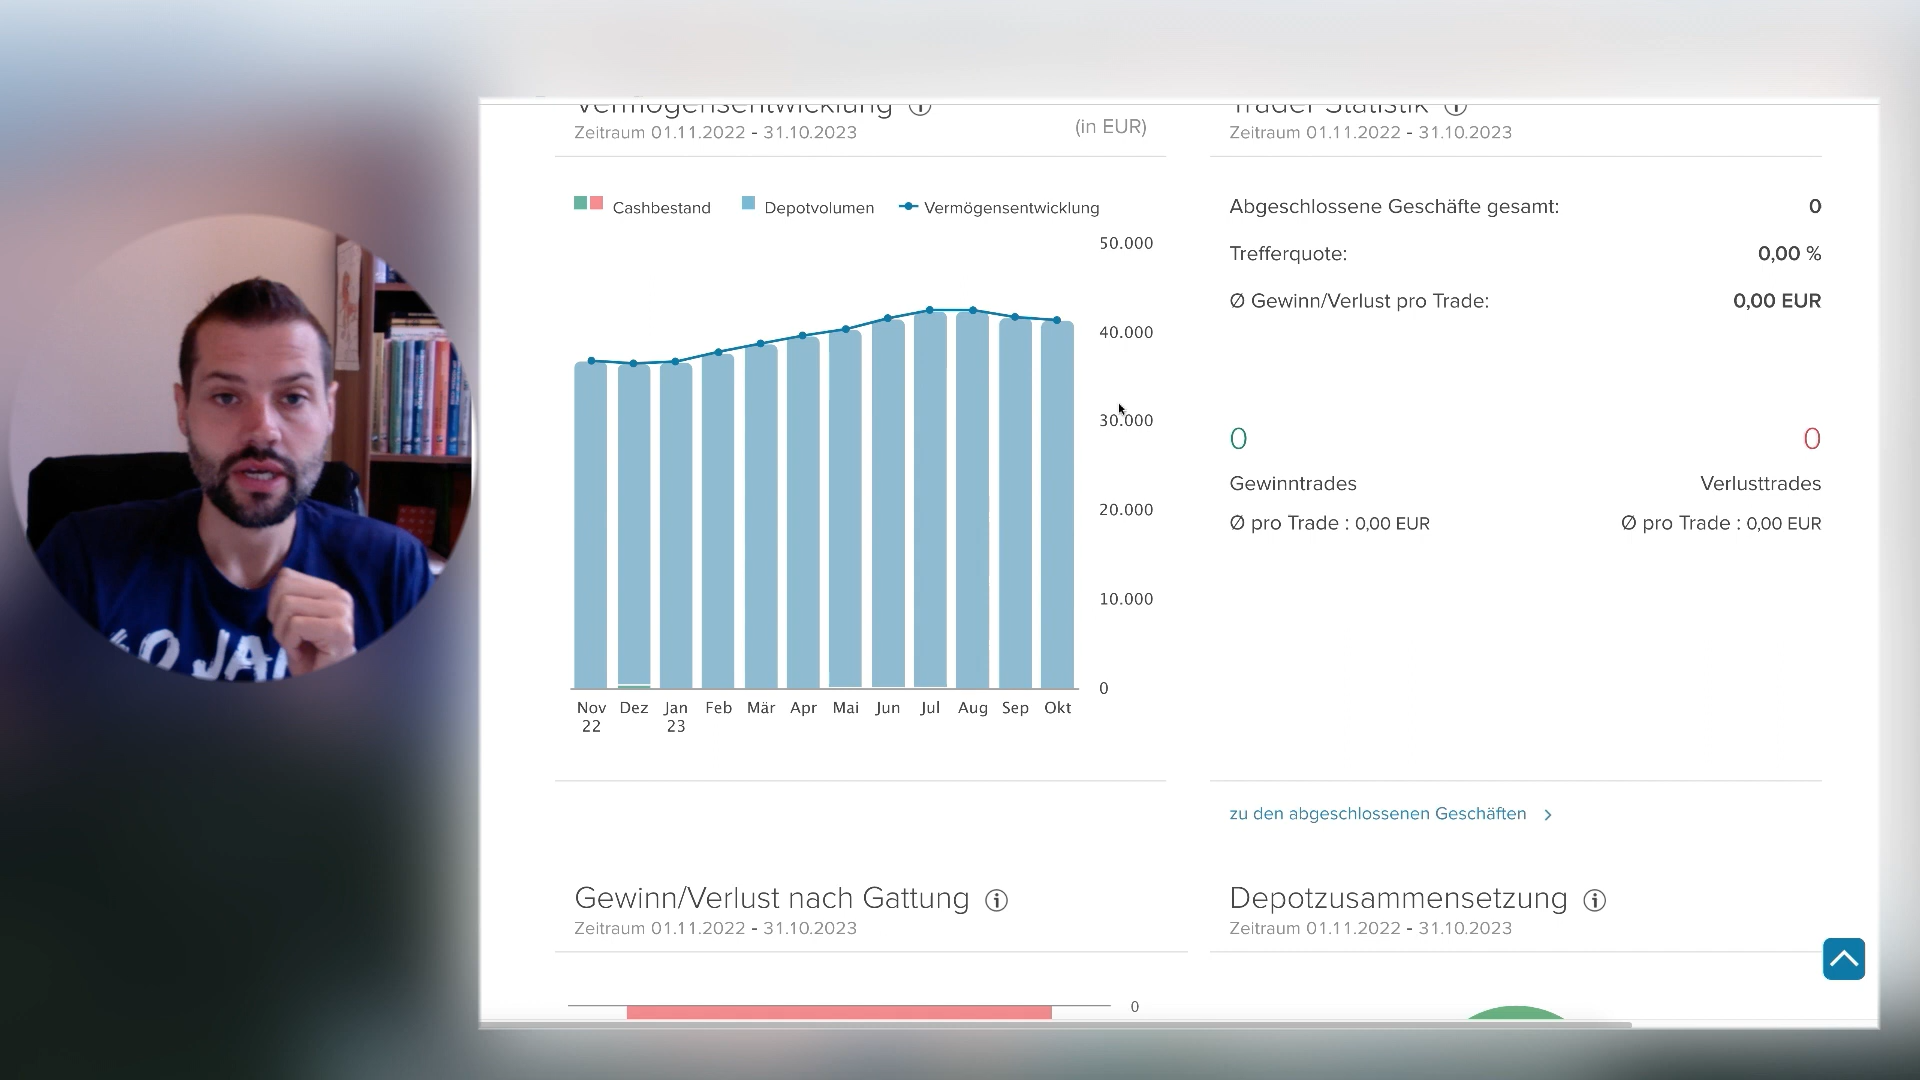 Vermögensentwicklung
Zeitraum 01.11.2022 - 31.10.2023
(in EUR)
Cashbestand
Depotvolumen
Vermögensentwicklung
50.000
40.000
30.000
20.000
10.000
0
Nov Dez Jan Feb Mär Apr Mai Jun Jul Aug Sep Okt
22 23
Trader Statistik
Zeitraum 01.11.2022 - 31.10.2023
Abgeschlossene Geschäfte gesamt: 0
Trefferquote: 0,00 %
Ø Gewinn/Verlust pro Trade: 0,00 EUR
0 0
Gewinntrades Verlusttrades
Ø pro Trade : 0,00 EUR Ø pro Trade : 0,00 EUR
zu den abgeschlossenen Geschäften
Gewinn/Verlust nach Gattung
Zeitraum 01.11.2022 - 31.10.2023
0
Depotzusammensetzung
Zeitraum 01.11.2022 - 31.10.2023